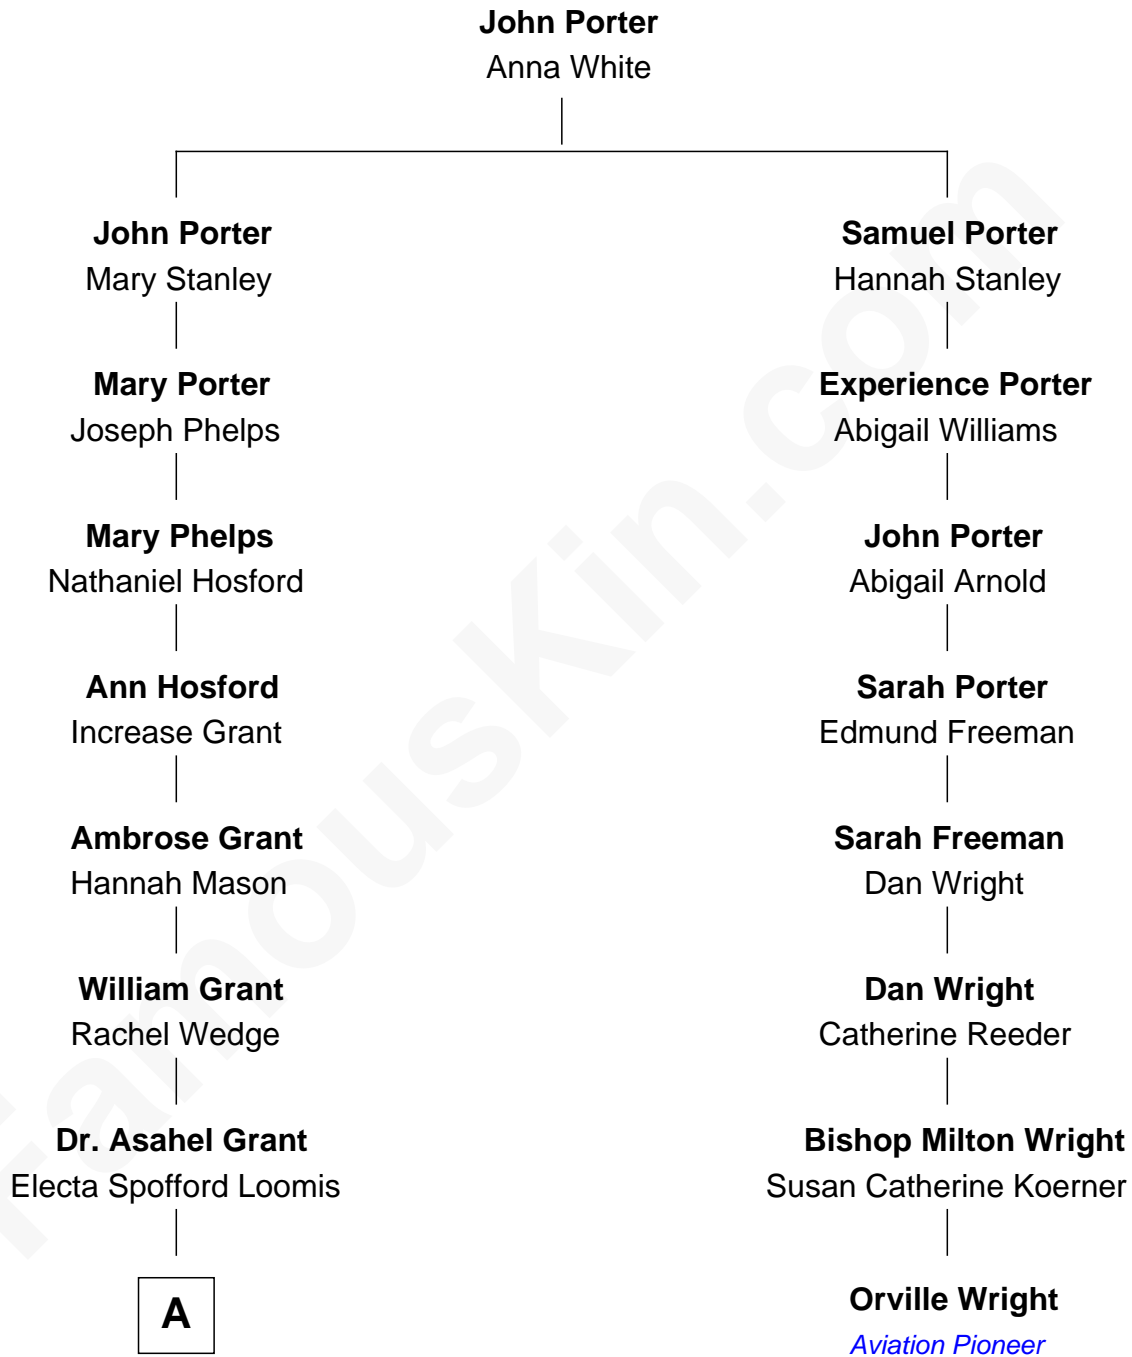 John Porter
Anna White
John Porter
Mary Stanley
Samuel Porter
Hannah Stanley
Mary Porter
Joseph Phelps
Experience Porter
Abigail Williams
Mary Phelps
Nathaniel Hosford
John Porter
Abigail Arnold
Ann Hosford
Increase Grant
Sarah Porter
Edmund Freeman
Ambrose Grant
Hannah Mason
Sarah Freeman
Dan Wright
William Grant
Rachel Wedge
Dan Wright
Catherine Reeder
Dr. Asahel Grant
Electa Spofford Loomis
Bishop Milton Wright
Susan Catherine Koerner
A
Orville Wright
Aviation Pioneer
FamousKin.com